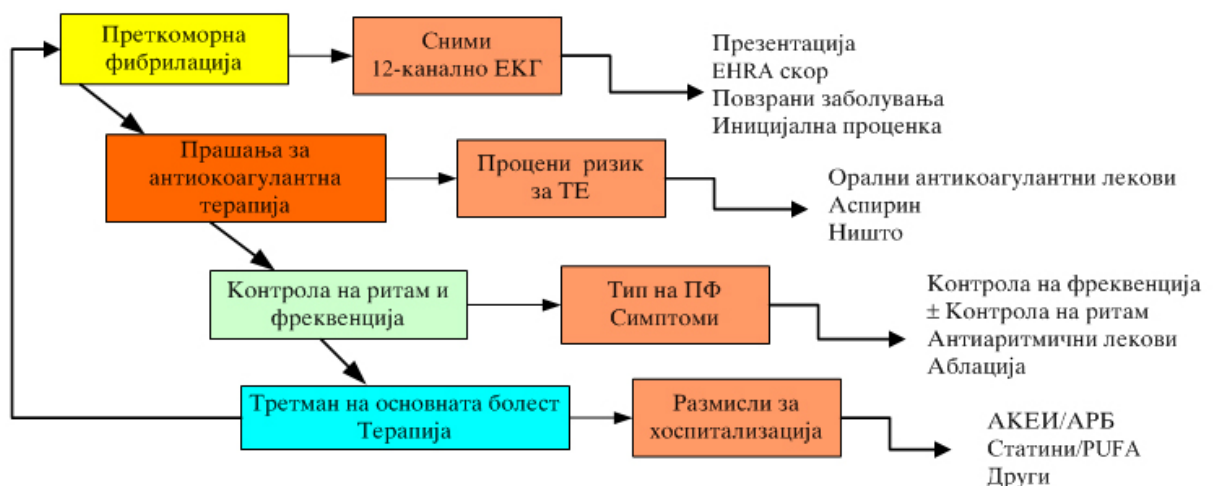 Преткоморна
фибрилација
Сними
12-канално ЕКГ
Презентација
EHRA скор
Повзрани заболувања
Иницијална проценка
Прашања за
антиокоагулантна
терапија
Процени ризик
за ТЕ
Орални антикоагулантни лекови
Аспирин
Ништо
Контрола на ритам и
фреквенција
Тип на ПФ
Симптоми
Контрола на фреквенција
± Контрола на ритам
Антиаритмични лекови
Аблација
Третман на основната болест
Терапија
Размисли за
хоспитализација
АКЕИ/АРБ
Статини/PUFA
Други